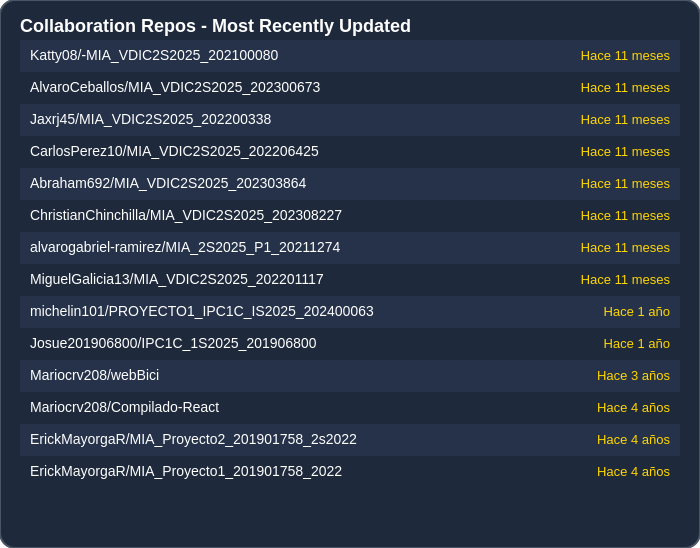 Collaboration Repos - Most Recently Updated
Katty08/-MIA_VDIC2S2025_202100080 Hace 11 meses
AlvaroCeballos/MIA_VDIC2S2025_202300673 Hace 11 meses
Jaxrj45/MIA_VDIC2S2025_202200338 Hace 11 meses
CarlosPerez10/MIA_VDIC2S2025_202206425 Hace 11 meses
Abraham692/MIA_VDIC2S2025_202303864 Hace 11 meses
ChristianChinchilla/MIA_VDIC2S2025_202308227 Hace 11 meses
alvarogabriel-ramirez/MIA_2S2025_P1_20211274 Hace 11 meses
MiguelGalicia13/MIA_VDIC2S2025_202201117 Hace 11 meses
michelin101/PROYECTO1_IPC1C_IS2025_202400063 Hace 1 año
Josue201906800/IPC1C_1S2025_201906800 Hace 1 año
Mariocrv208/webBici Hace 3 años
Mariocrv208/Compilado-React Hace 4 años
ErickMayorgaR/MIA_Proyecto2_201901758_2s2022 Hace 4 años
ErickMayorgaR/MIA_Proyecto1_201901758_2022 Hace 4 años